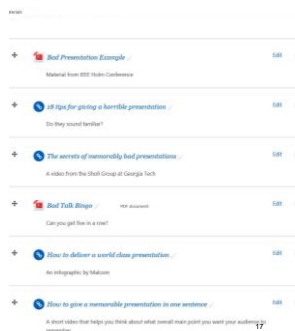 Bad Presentation Example
Edit
Material from IEEE Holm Conference
18 tips for giving a horrible presentation
Edit
Do they sound familiar?
The secrets of memorably bad presentations
Edit
A video from the Sholl Group at Georgia Tech
Bad Talk Bingo
PDF document
Edit
Can you get five in a row?
How to deliver a world class presentation
Edit
An infographic by Malcom
How to give a memorable presentation in one sentence
Edit
A short video that helps you think about what overall main point you want your audience to
remember
17